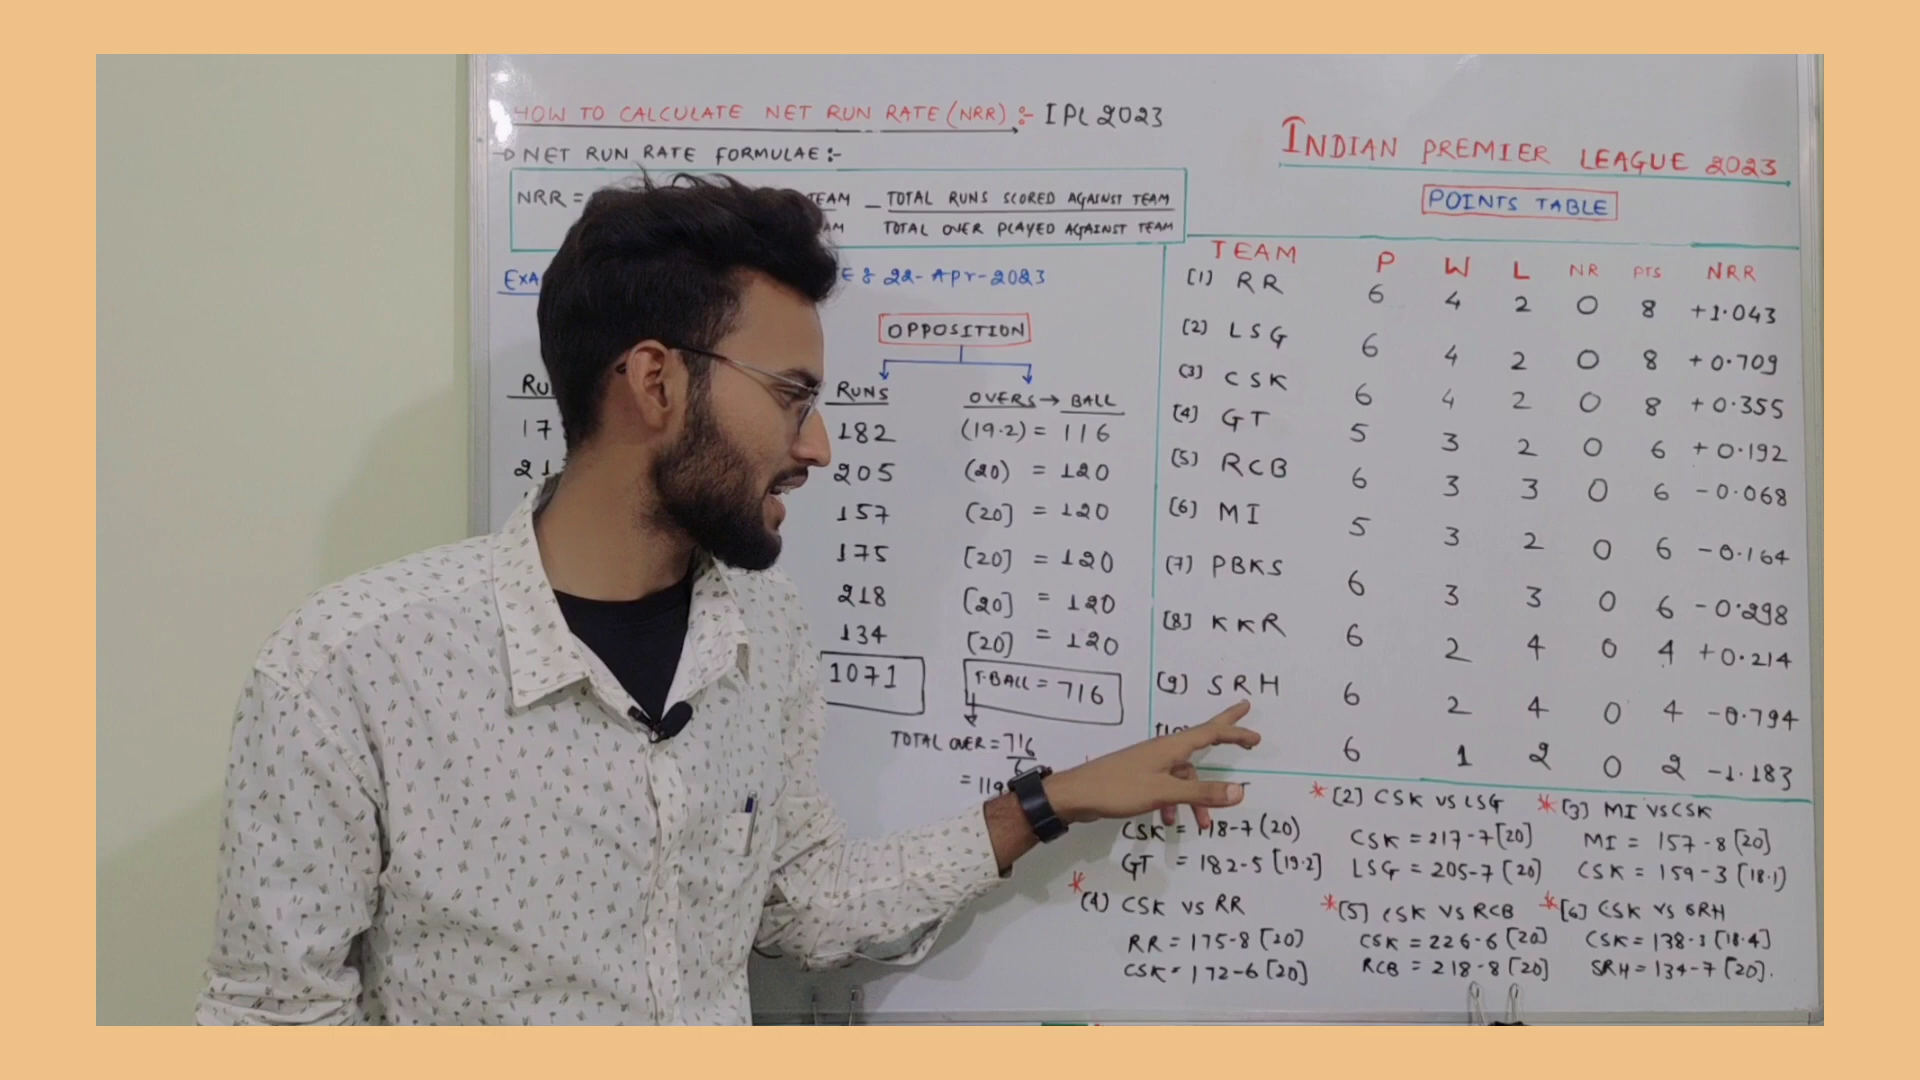 HOW TO CALCULATE NET RUN RATE (NRR) :- IPL 2023
NET RUN RATE FORMULAE :-
NRR =
TEAM — TOTAL RUNS SCORED AGAINST TEAM
TOTAL OVER PLAYED AGAINST TEAM
22-Apr-2023
OPPOSITION
RUNS OVERS → BALL
182 (19.2) = 116
205 (20) = 120
157 [20] = 120
175 [20] = 120
218 [20] = 120
134 [20] = 120
1071 T.BALL = 716
TOTAL OVER = 716
6
INDIAN PREMIER LEAGUE 2023
POINTS TABLE
TEAM P W L NR PTS NRR
[1] RR 6 4 2 0 8 +1.043
[2] LSG 6 4 2 0 8 +0.709
(3) CSK 6 4 2 0 8 +0.355
[4] GT 5 3 2 0 6 +0.192
[5] RCB 6 3 3 0 6 -0.068
[6] MI 5 3 2 0 6 -0.164
(7) PBKS 6 3 3 0 6 -0.298
[8] KKR 6 2 4 0 4 +0.214
(9) SRH 6 2 4 0 4 -0.794
6 1 2 0 2 -1.183
CSK = 178-7 (20)
GT = 182-5 [19.2]
*[2] CSK VS LSG
CSK = 217-7[20]
LSG = 205-7 [20]
*[3] MI VS CSK
MI = 157-8 [20]
CSK = 159-3 [18.1]
*(4) CSK VS RR
RR = 175-8 [20]
CSK = 172-6 [20]
*[5] CSK VS RCB
CSK = 226-6 [20]
RCB = 218-8 [20]
*[6] CSK VS SRH
CSK = 138-3 [18.4]
SRH = 134-7 [20].